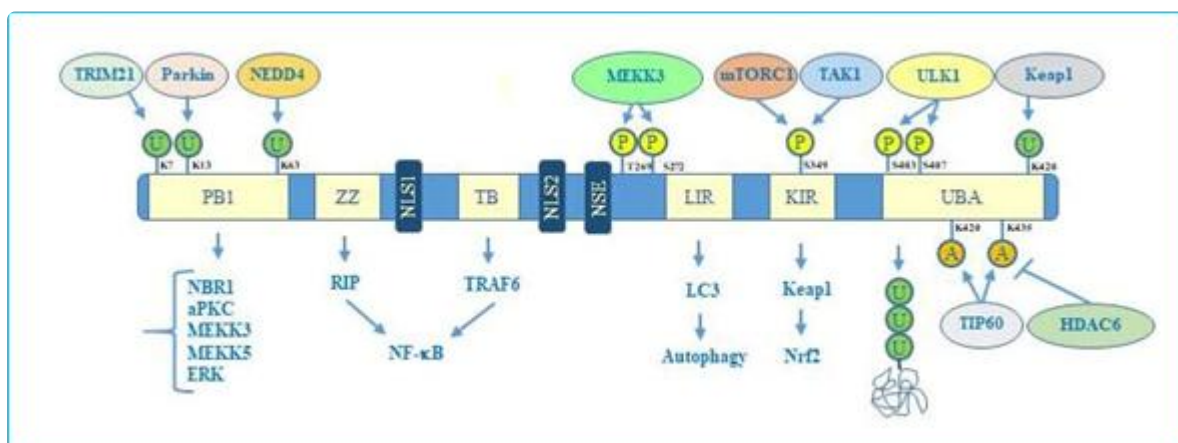 TRIM21 Parkin NEDD4 MEKK3 mTORC1 TAK1 ULK1 Keap1
U U U P P P P P U
K7 K13 K63 T269 S272 S349 S403 S407 K420
PB1 ZZ NLS1 TB NLS2 NSE LIR KIR UBA
K420 K435
A A
NBR1
aPKC
MEKK3
MEKK5
ERK
RIP TRAF6
NF-κB
LC3
Autophagy
Keap1
Nrf2
U
U
U
TIP60 HDAC6